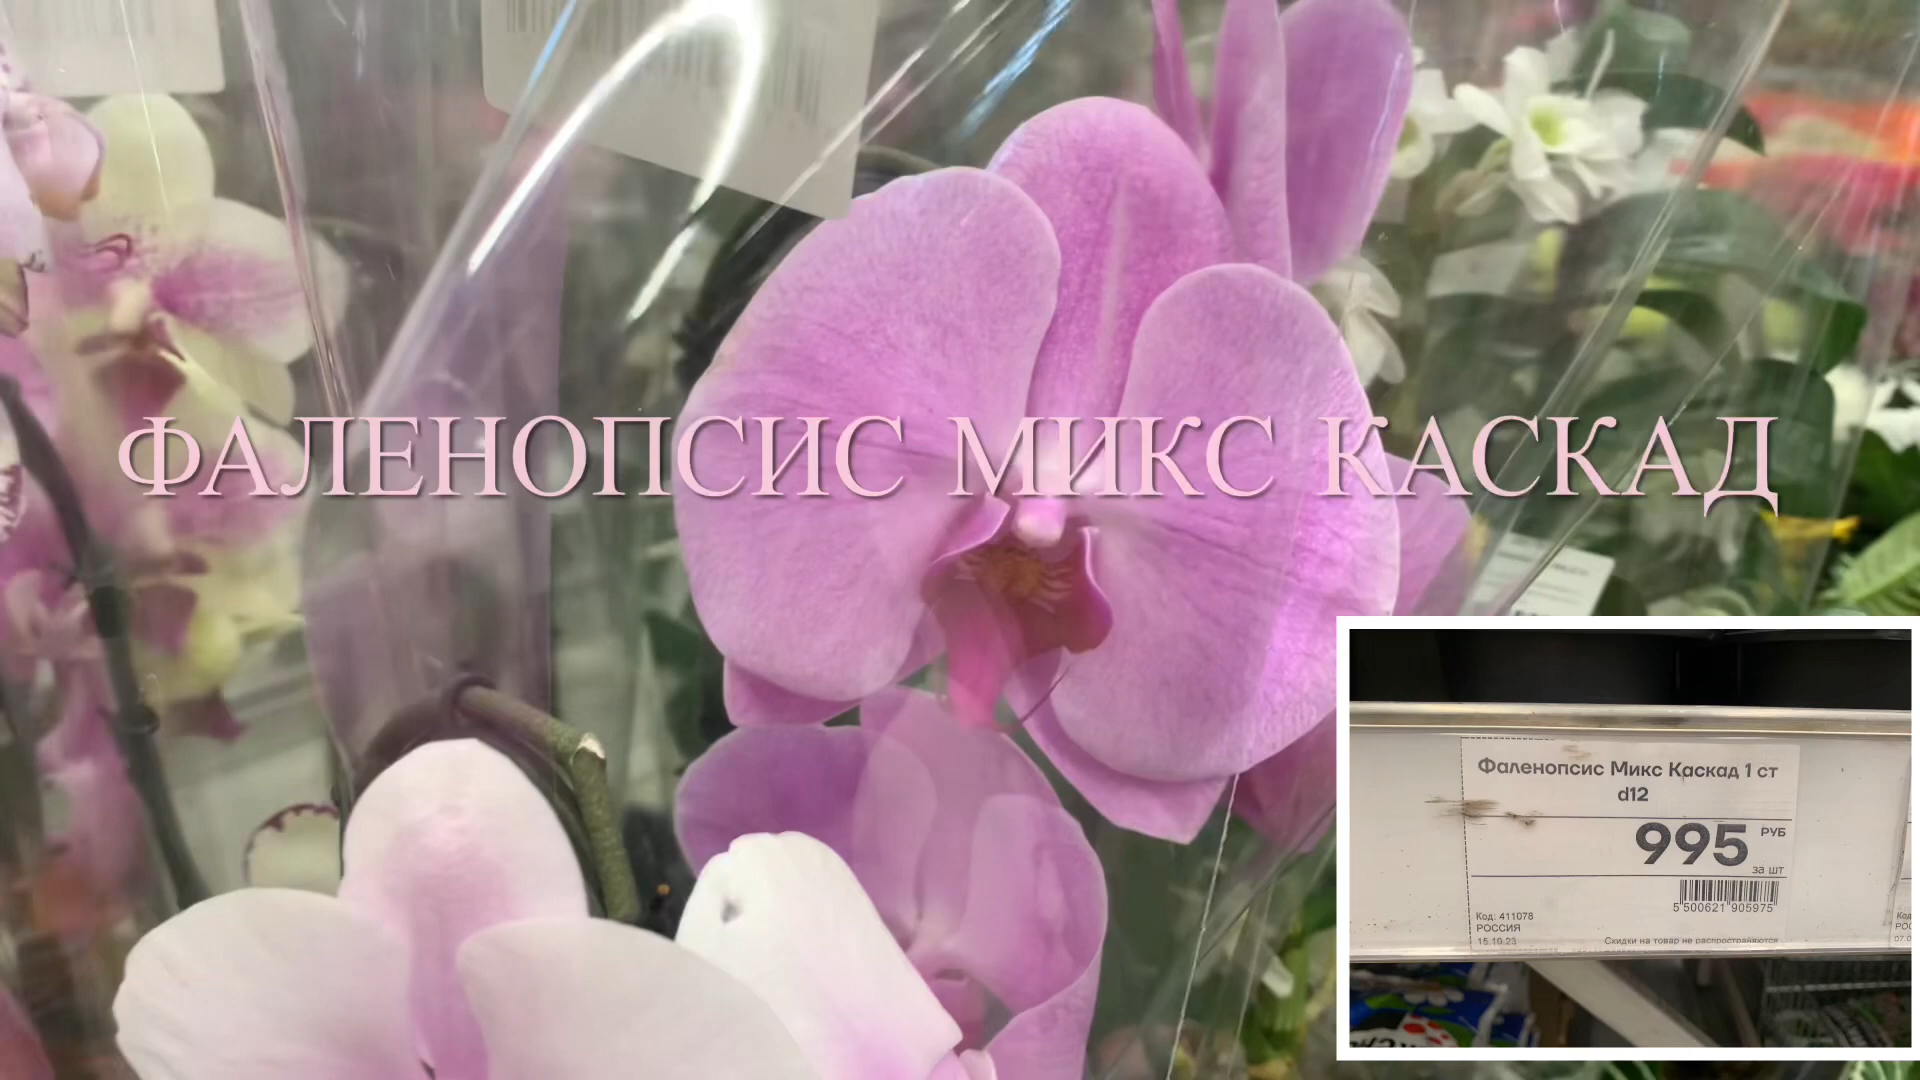 ФАЛЕНОПСИС МИКС КАСКАД
Фаленопсис Микс Каскад 1 ст
d12
995 РУБ
за шт
5 500621 905975
Код: 411078
РОССИЯ
15.10.23
Скидки на товар не распространяются